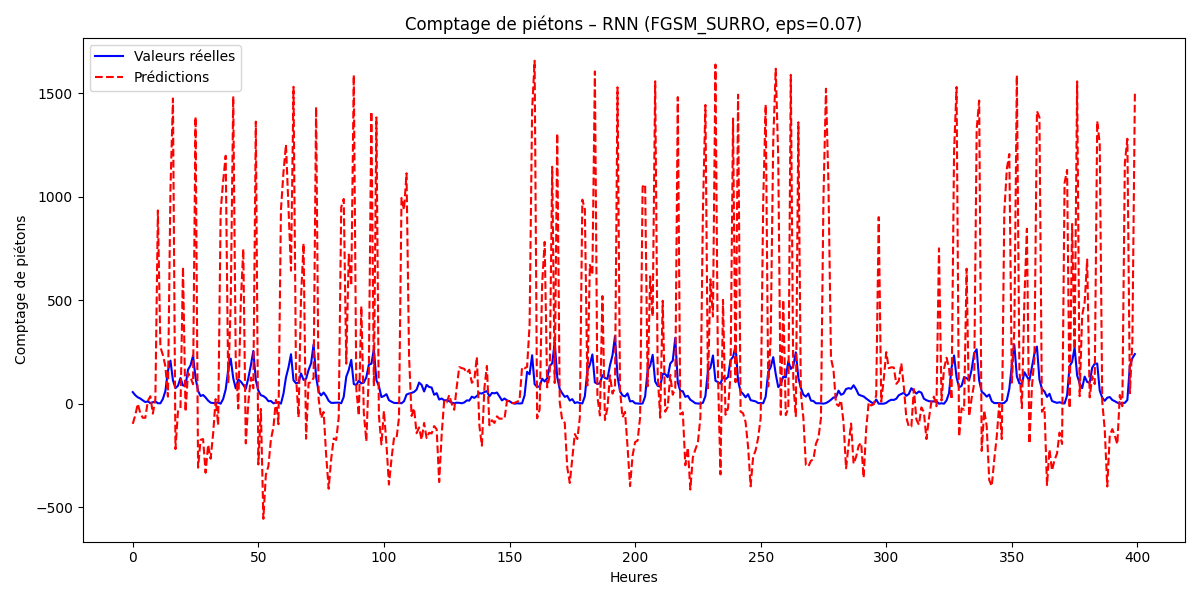 Comptage de piétons – RNN (FGSM_SURRO, eps=0.07)
Valeurs réelles
Prédictions
Comptage de piétons
1500
1000
500
0
−500
0 50 100 150 200 250 300 350 400
Heures